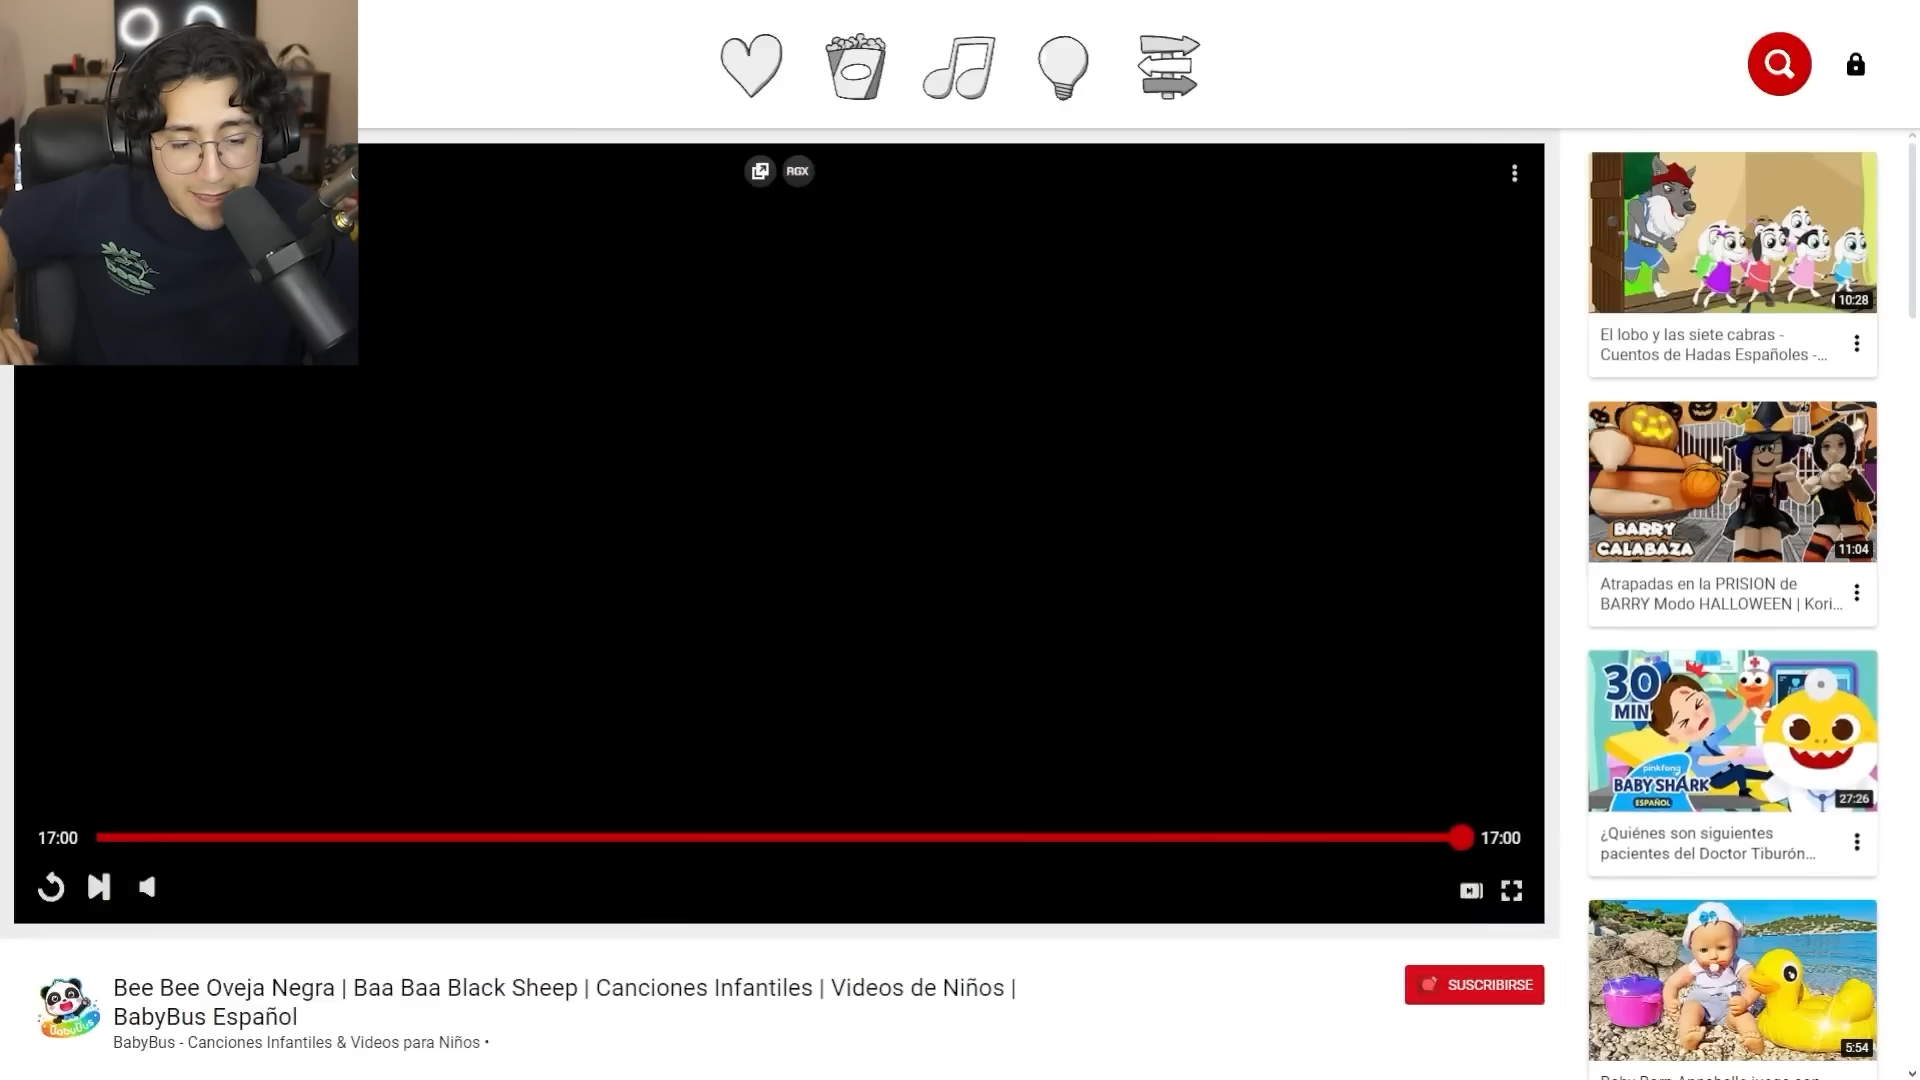 RGX
17:00
17:00
Bee Bee Oveja Negra | Baa Baa Black Sheep | Canciones Infantiles | Videos de Niños |
BabyBus Español
BabyBus - Canciones Infantiles & Videos para Niños •
BabyBus
SUSCRIBIRSE
10:28
El lobo y las siete cabras -
Cuentos de Hadas Españoles -...
BARRY
CALABAZA
11:04
Atrapadas en la PRISION de
BARRY Modo HALLOWEEN | Kori...
30
MIN
pinkfong
BABY SHARK
ESPAÑOL
27:26
¿Quiénes son siguientes
pacientes del Doctor Tiburón...
5:54